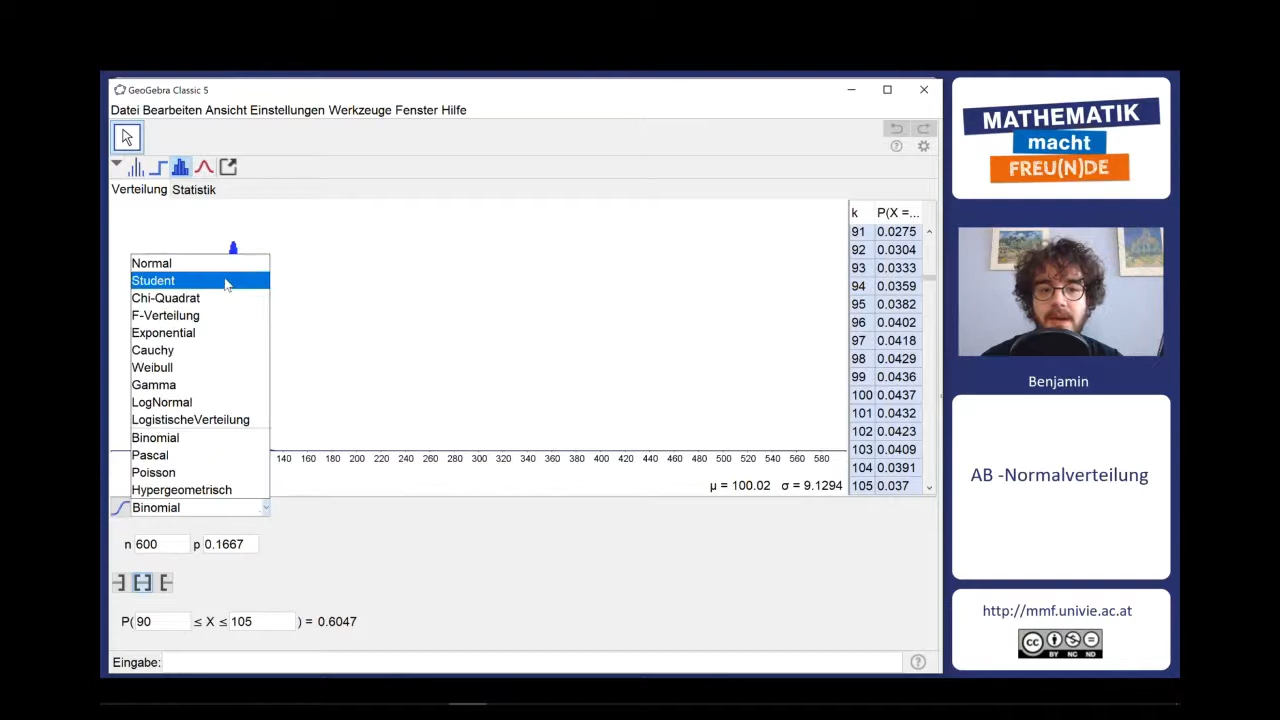 GeoGebra Classic 5
Datei Bearbeiten Ansicht Einstellungen Werkzeuge Fenster Hilfe
Verteilung Statistik
k P(X =...
91 0.0275
92 0.0304
93 0.0333
94 0.0359
95 0.0382
96 0.0402
97 0.0418
98 0.0429
99 0.0436
100 0.0437
101 0.0432
102 0.0423
103 0.0409
104 0.0391
105 0.037
Normal
Student
Chi-Quadrat
F-Verteilung
Exponential
Cauchy
Weibull
Gamma
LogNormal
LogistischeVerteilung
Binomial
Pascal
Poisson
Hypergeometrisch
140 160 180 200 220 240 260 280 300 320 340 360 380 400 420 440 460 480 500 520 540 560 580
μ = 100.02 σ = 9.1294
Binomial
n 600 p 0.1667
P( 90 ≤ X ≤ 105 ) = 0.6047
Eingabe:
MATHEMATIK
macht
FREU(N)DE
Benjamin
AB -Normalverteilung
http://mmf.univie.ac.at
CC
BY NC ND